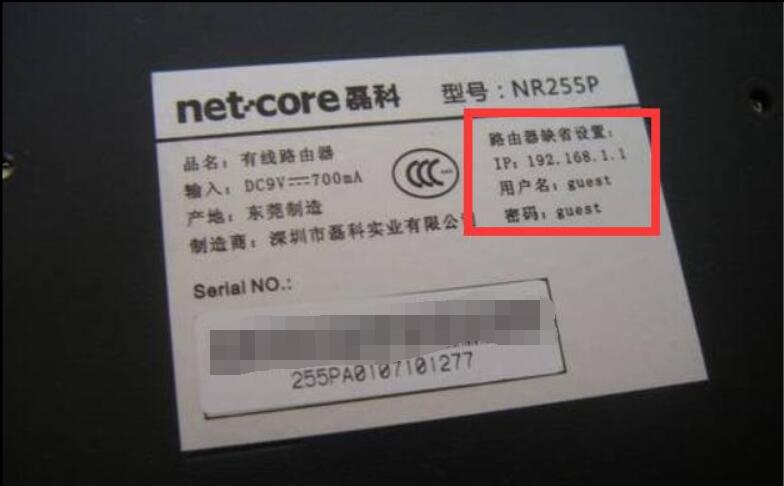 net-core磊科 型号：NR255P
品名：有线路由器
输入：DC9V⎓700mA
产地：东莞制造
制造商：深圳市磊科实业有限公司
CCC
路由器缺省设置：
IP：192.168.1.1
用户名：guest
密码：guest
Serial NO.:
255PA0107101277